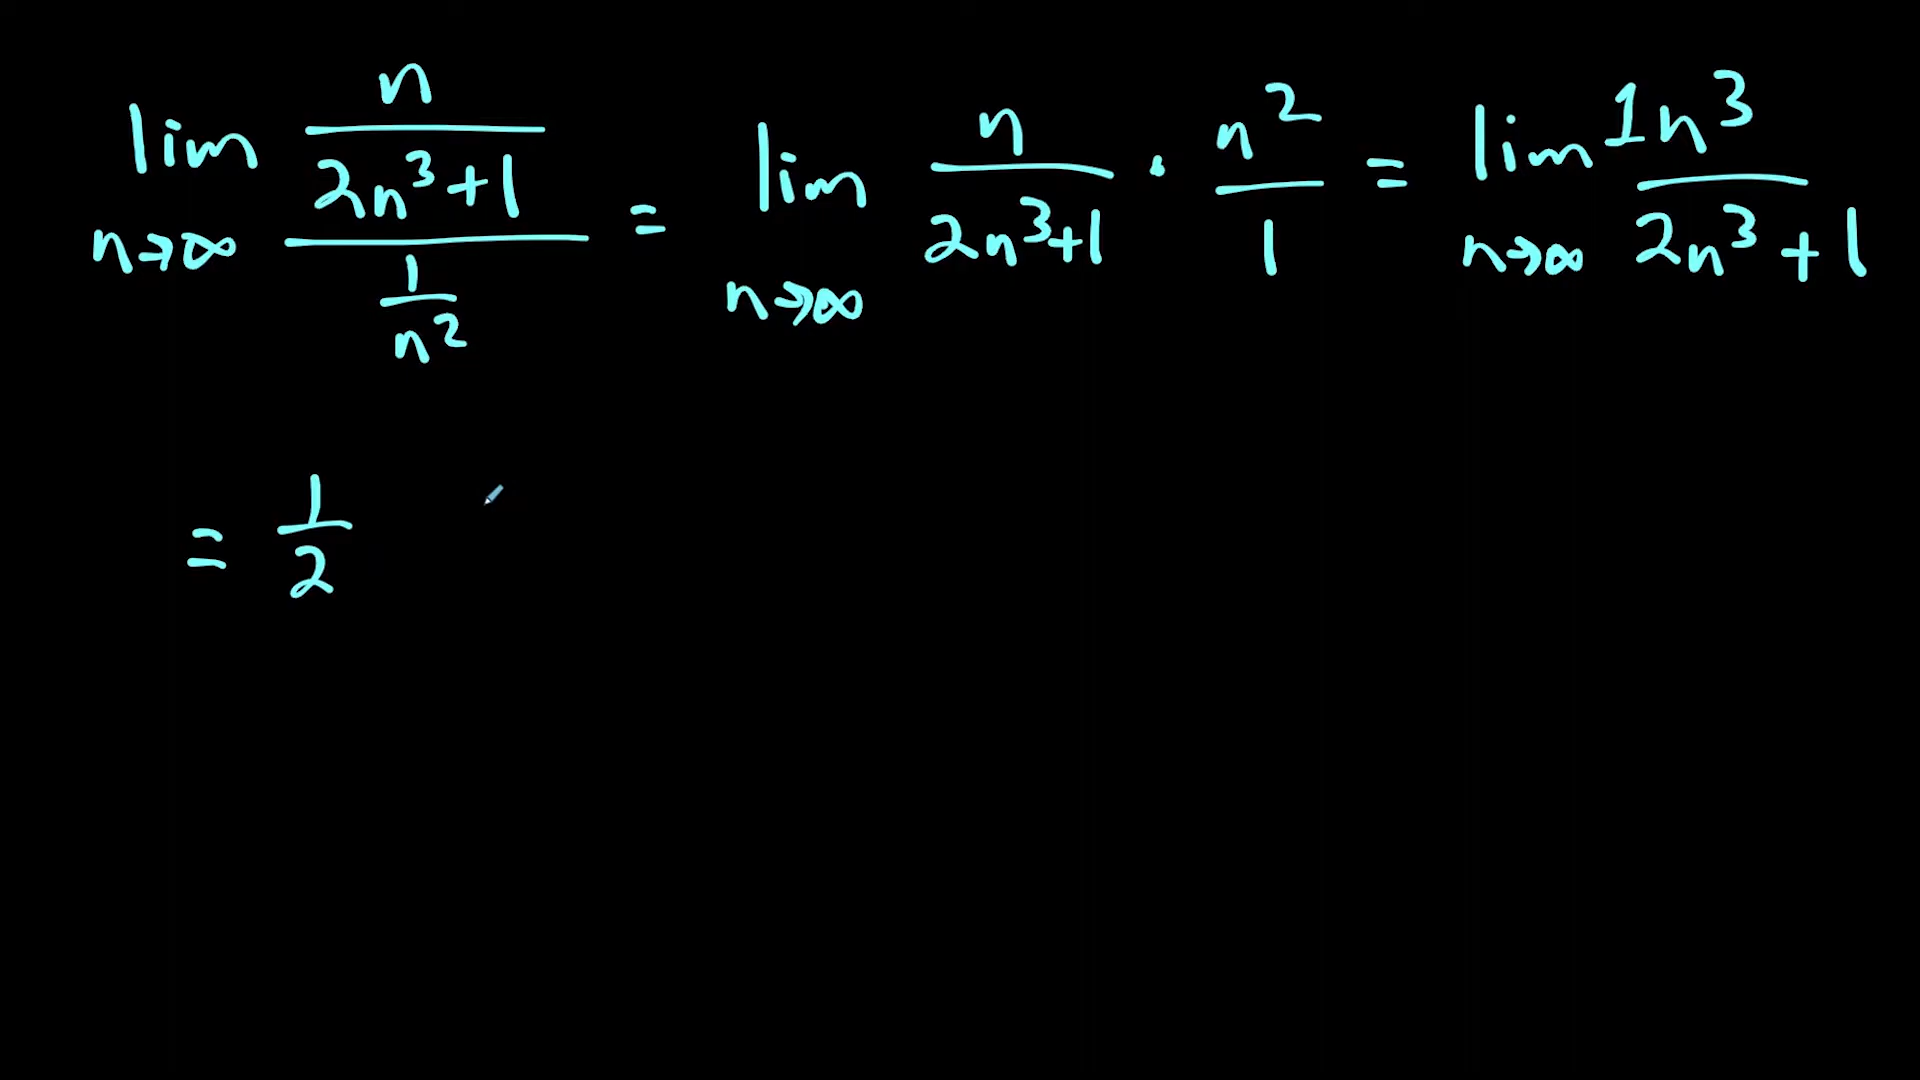 lim n→∞ (n/(2n³+1))/(1/n²) = lim n→∞ n/(2n³+1) · n²/1 = lim n→∞ 1n³/(2n³+1)
= 1/2